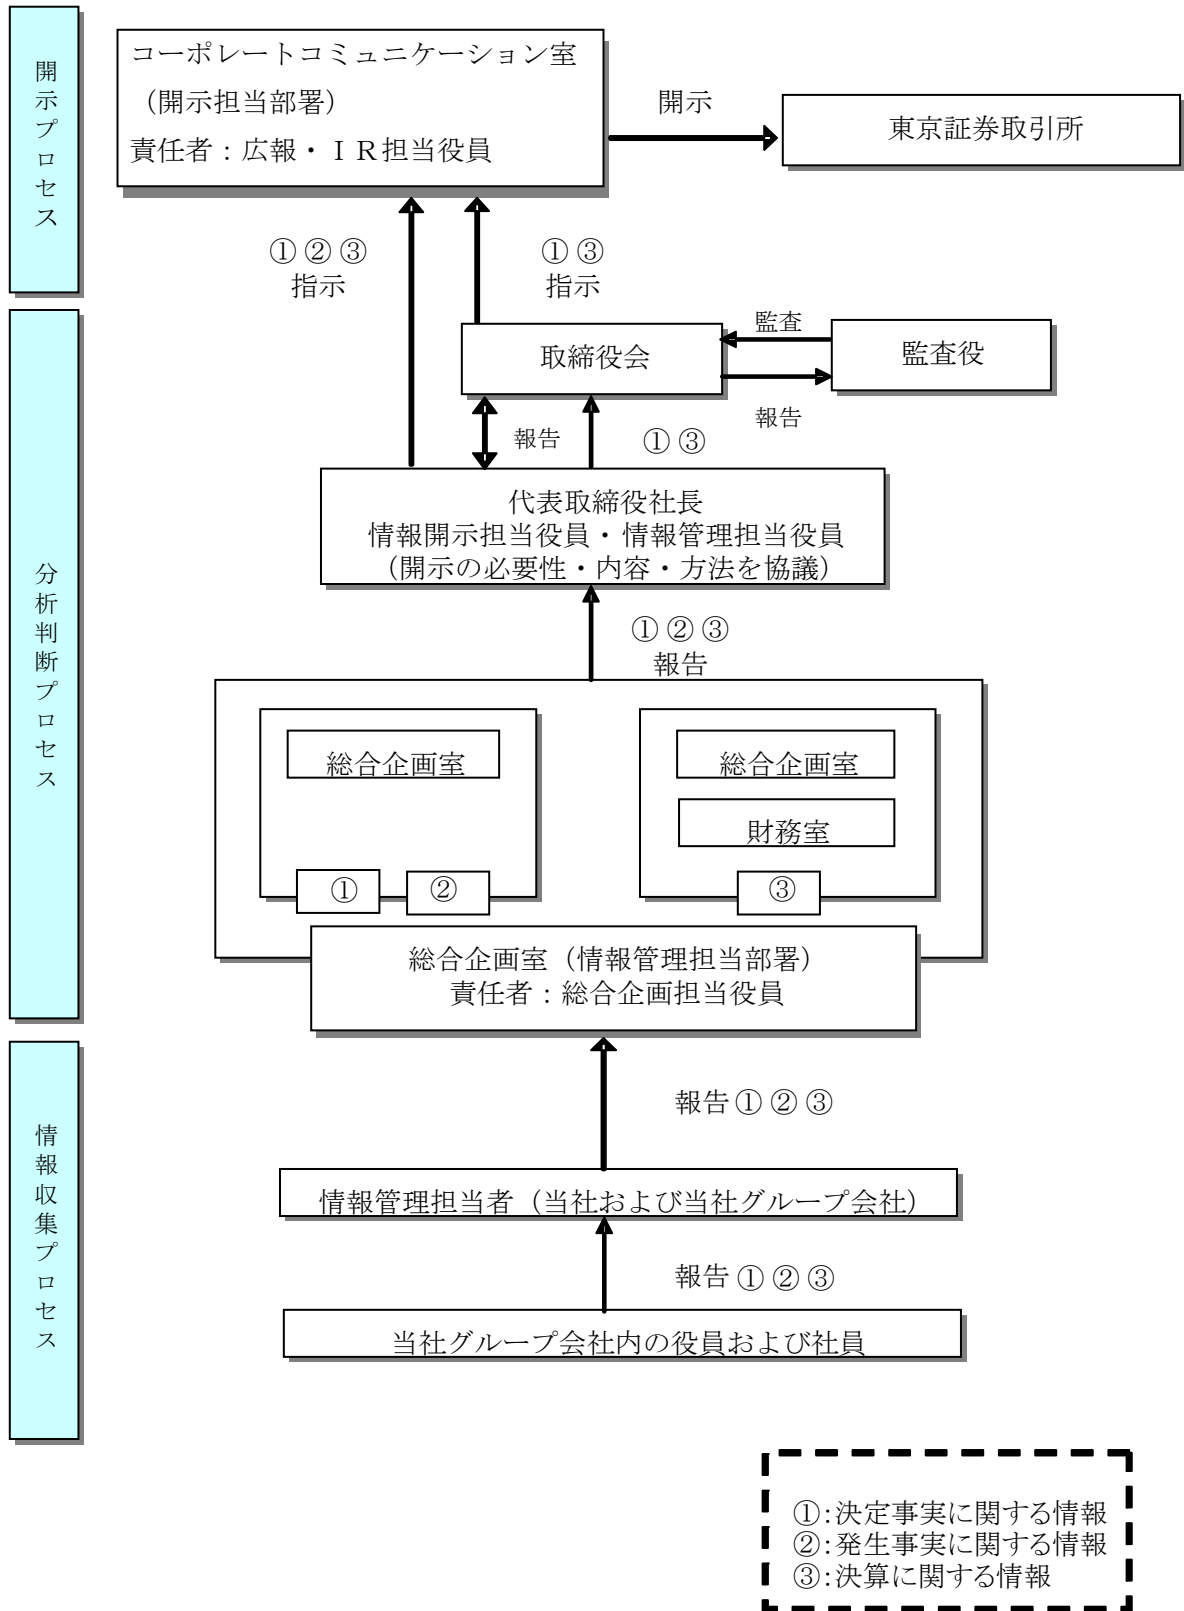 開示プロセス
コーポレートコミュニケーション室
（開示担当部署）
責任者：広報・ＩＲ担当役員
開示
東京証券取引所
① ② ③
指示
① ③
指示
分析判断プロセス
取締役会
監査
監査役
報告
報告
① ③
代表取締役社長
情報開示担当役員・情報管理担当役員
（開示の必要性・内容・方法を協議）
① ② ③
報告
総合企画室
①
②
総合企画室
財務室
③
総合企画室（情報管理担当部署）
責任者：総合企画担当役員
情報収集プロセス
報告 ① ② ③
情報管理担当者（当社および当社グループ会社）
報告 ① ② ③
当社グループ会社内の役員および社員
①:決定事実に関する情報
②:発生事実に関する情報
③:決算に関する情報